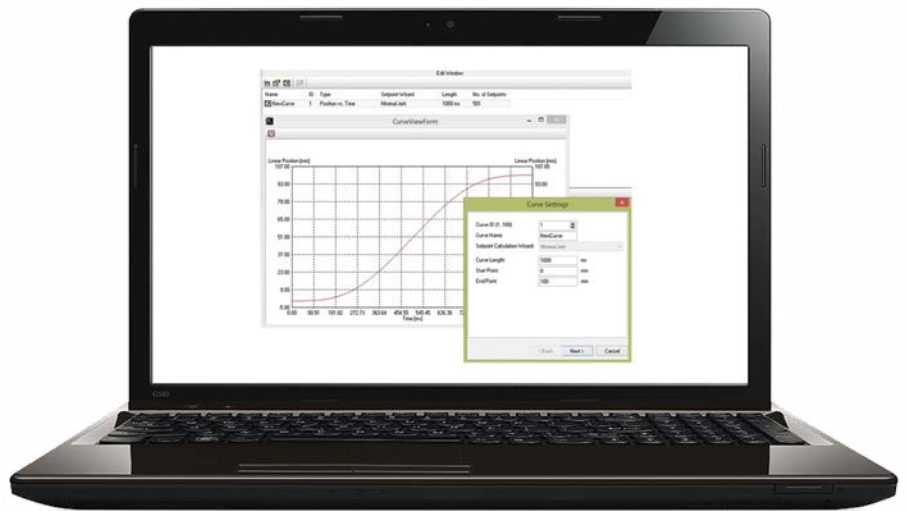 Edit Window
Name ID Type Setpoint Wizard Length No. of Setpoints
NewCurve 1 Position vs. Time Minimal Jerk 1000 ms 501
CurveViewForm
Linear Position [mm] Linear Position [mm]
107.00 107.00
93.00 93.00
79.00
65.00
51.00
37.00
23.00
9.00
-5.00
0.00 90.91 181.82 272.73 363.64 454.55 545.45 636.36
Time [ms]
Curve Settings
Curve ID (1..100) 1
Curve Name: NewCurve
Setpoint Calculation Wizard: Minimal Jerk
Curve Length: 1000 ms
Start Point: 0 mm
End Point: 100 mm
< Back Next > Cancel
G580